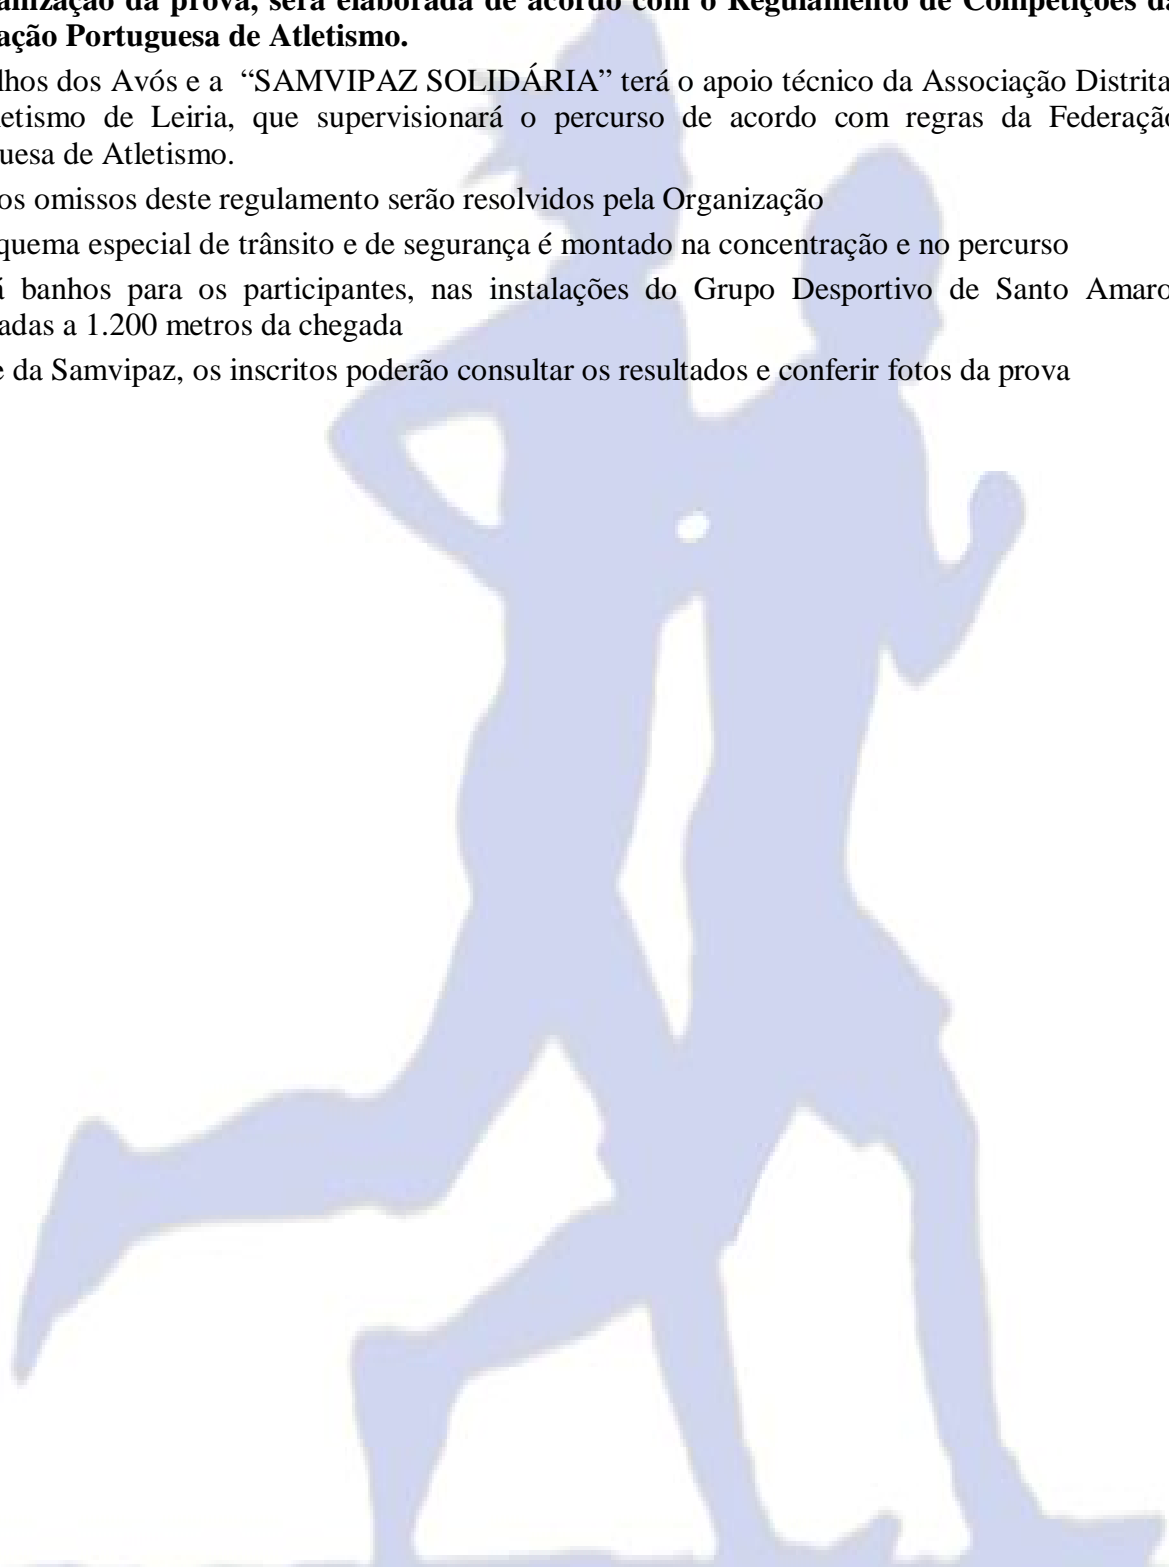 anização da prova, será elaborada de acordo com o Regulamento de Competições da
ação Portuguesa de Atletismo.
lhos dos Avós e a “SAMVIPAZ SOLIDÁRIA” terá o apoio técnico da Associação Distrita
letismo de Leiria, que supervisionará o percurso de acordo com regras da Federação
uesa de Atletismo.
os omissos deste regulamento serão resolvidos pela Organização
quema especial de trânsito e de segurança é montado na concentração e no percurso
á banhos para os participantes, nas instalações do Grupo Desportivo de Santo Amaro
adas a 1.200 metros da chegada
e da Samvipaz, os inscritos poderão consultar os resultados e conferir fotos da prova